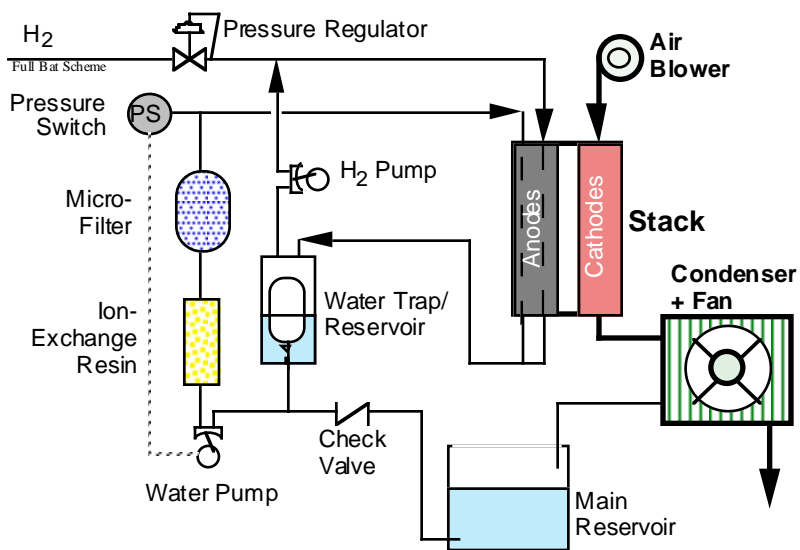 H2
Pressure Regulator
Full Bat Scheme
Air
Blower
Pressure
Switch
PS
H2 Pump
Micro-
Filter
Anodes
Cathodes
Stack
Condenser
+ Fan
Water Trap/
Reservoir
Ion-
Exchange
Resin
Check
Valve
Water Pump
Main
Reservoir